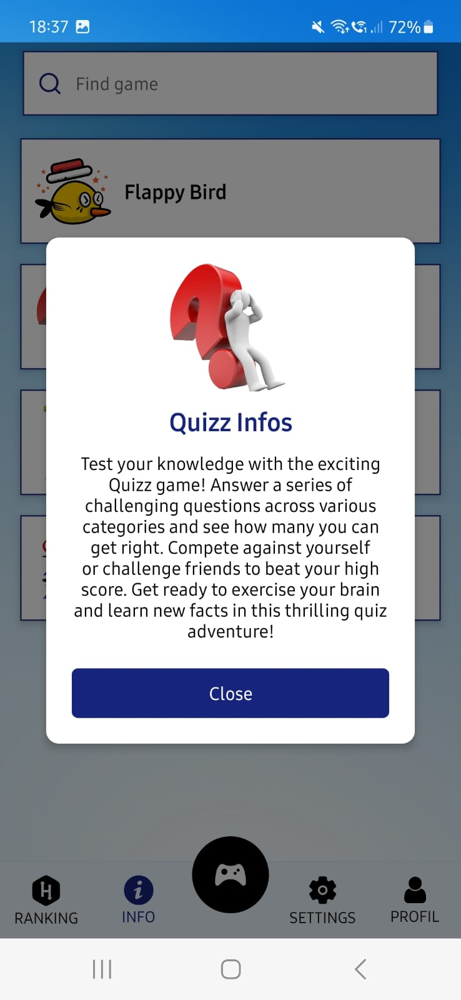 18:37
72%
Find game
Flappy Bird
Quizz Infos
Test your knowledge with the exciting
Quizz game! Answer a series of
challenging questions across various
categories and see how many you can
get right. Compete against yourself
or challenge friends to beat your high
score. Get ready to exercise your brain
and learn new facts in this thrilling quiz
adventure!
Close
RANKING
INFO
SETTINGS
PROFIL